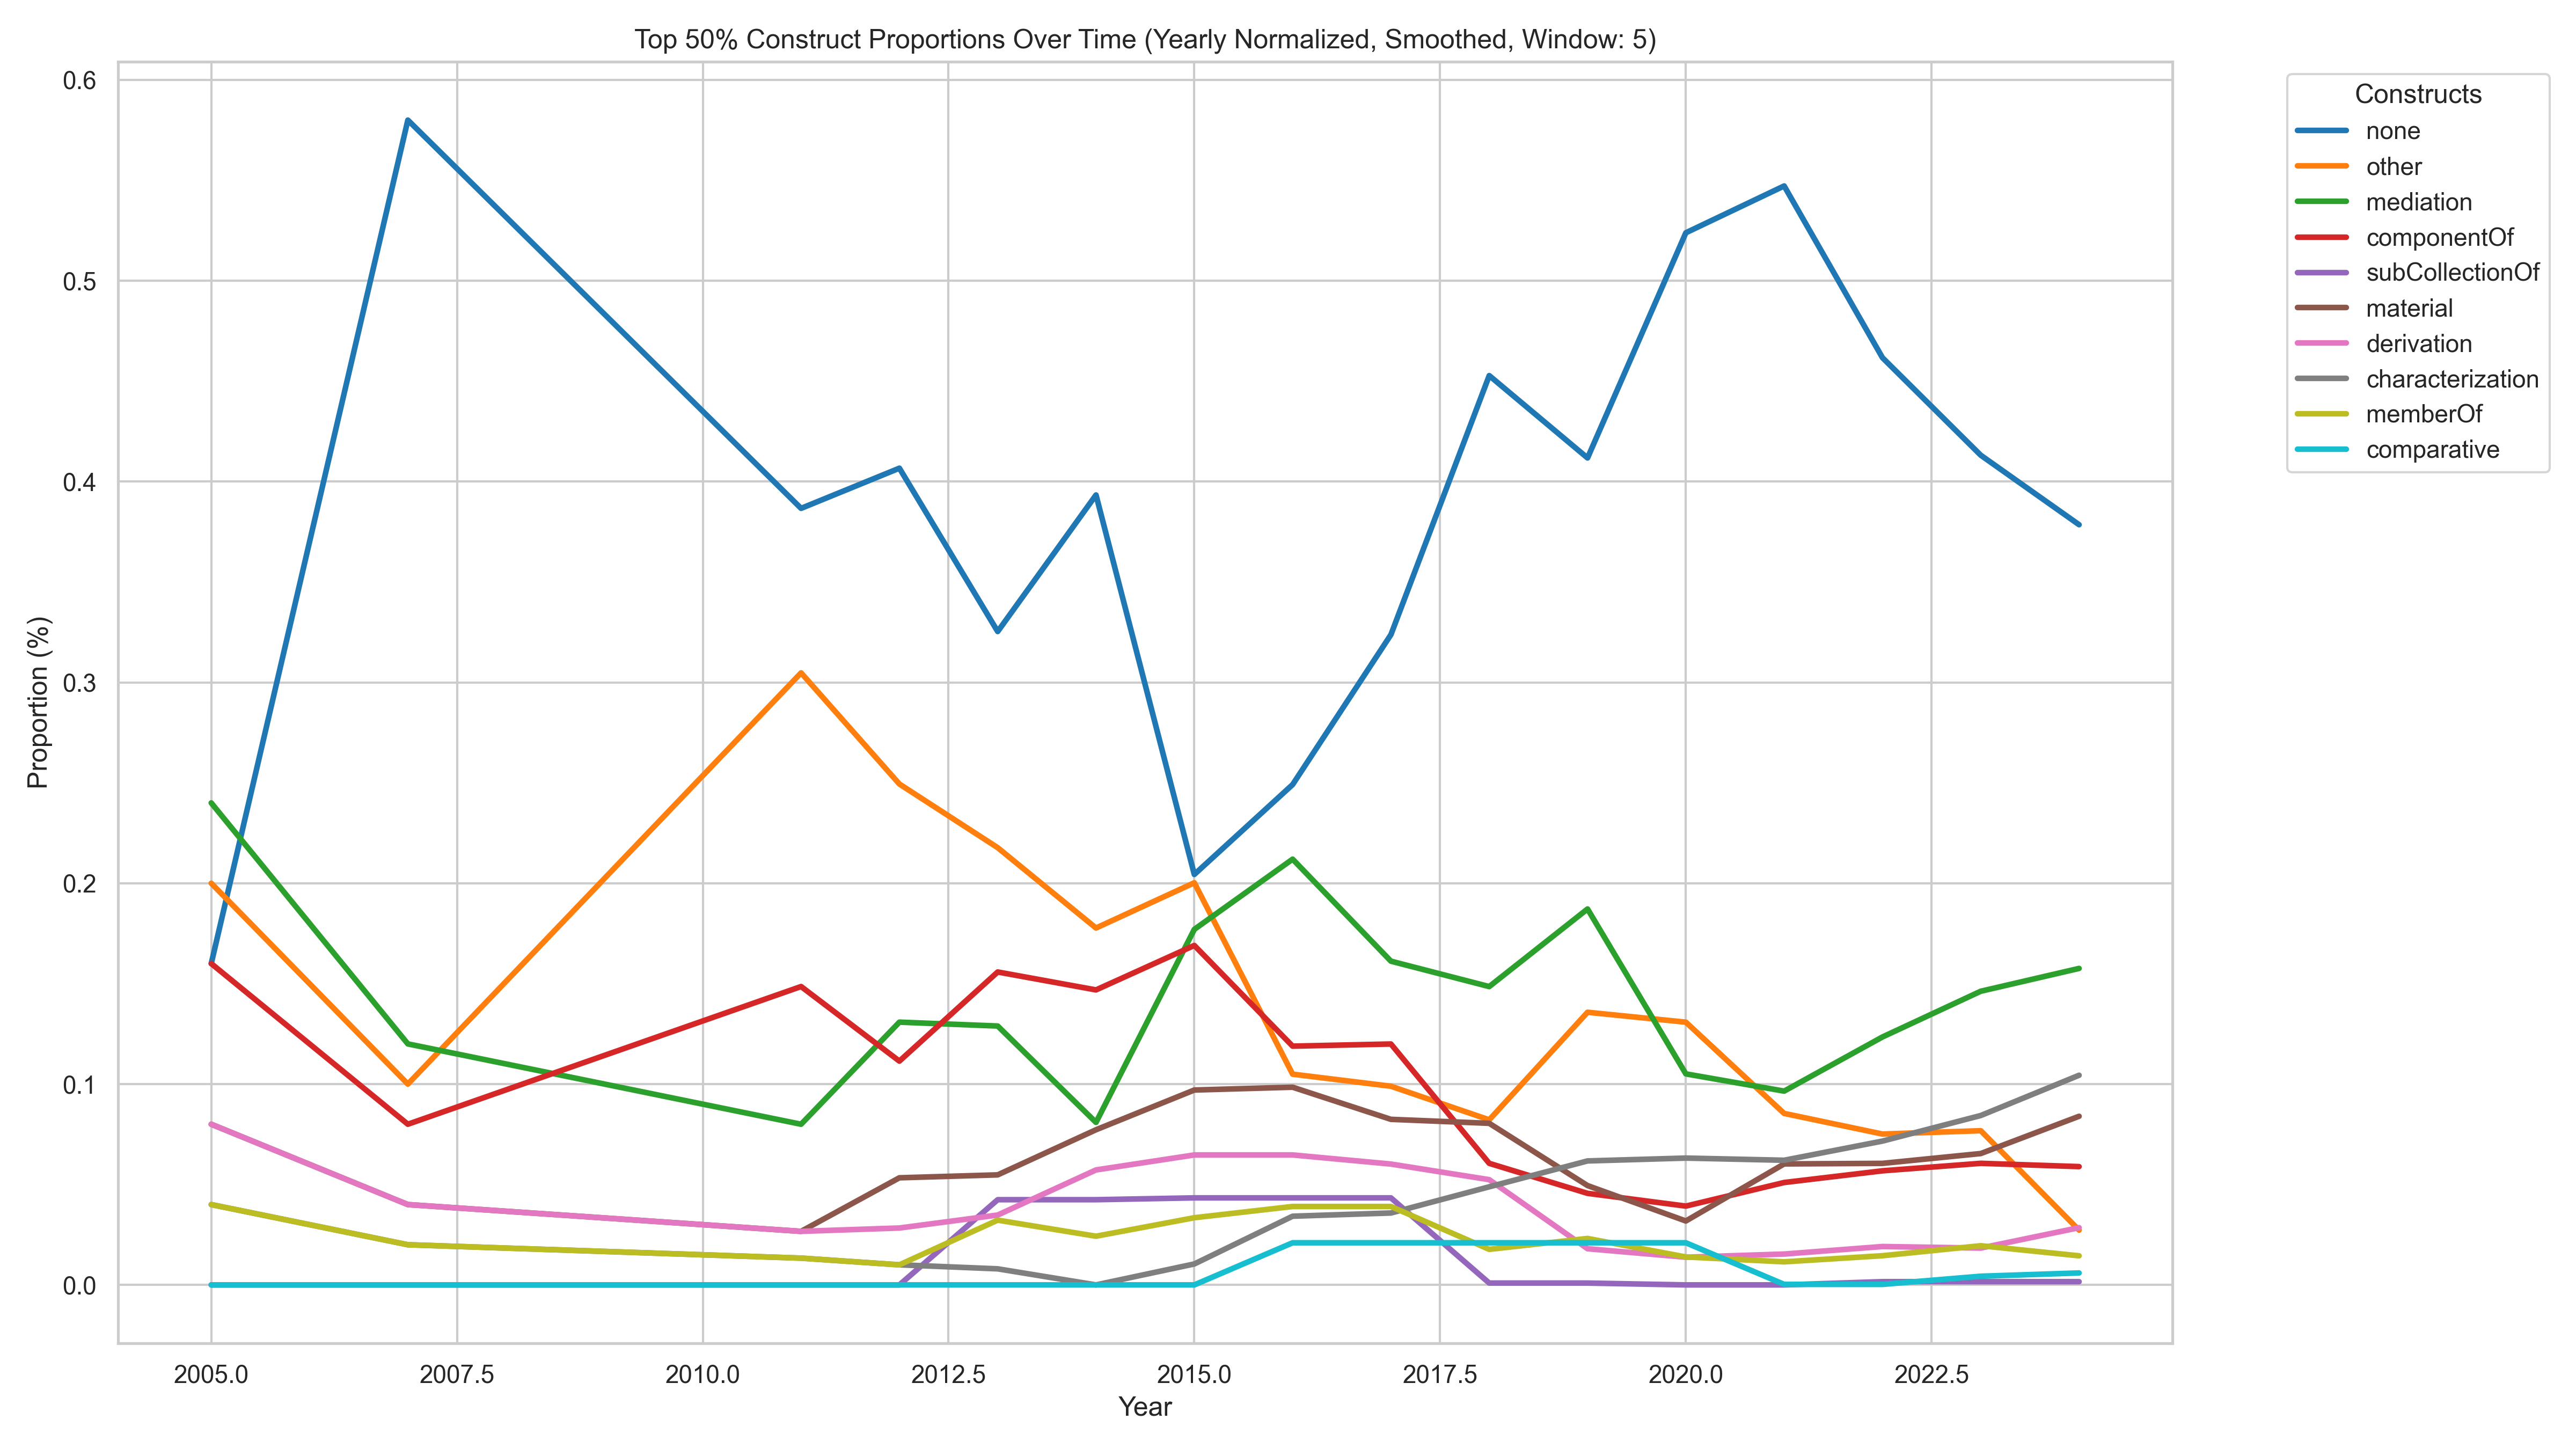 Top 50% Construct Proportions Over Time (Yearly Normalized, Smoothed, Window: 5)
Constructs
none
other
mediation
componentOf
subCollectionOf
material
derivation
characterization
memberOf
comparative
Proportion (%)
0.6
0.5
0.4
0.3
0.2
0.1
0.0
2005.0 2007.5 2010.0 2012.5 2015.0 2017.5 2020.0 2022.5
Year